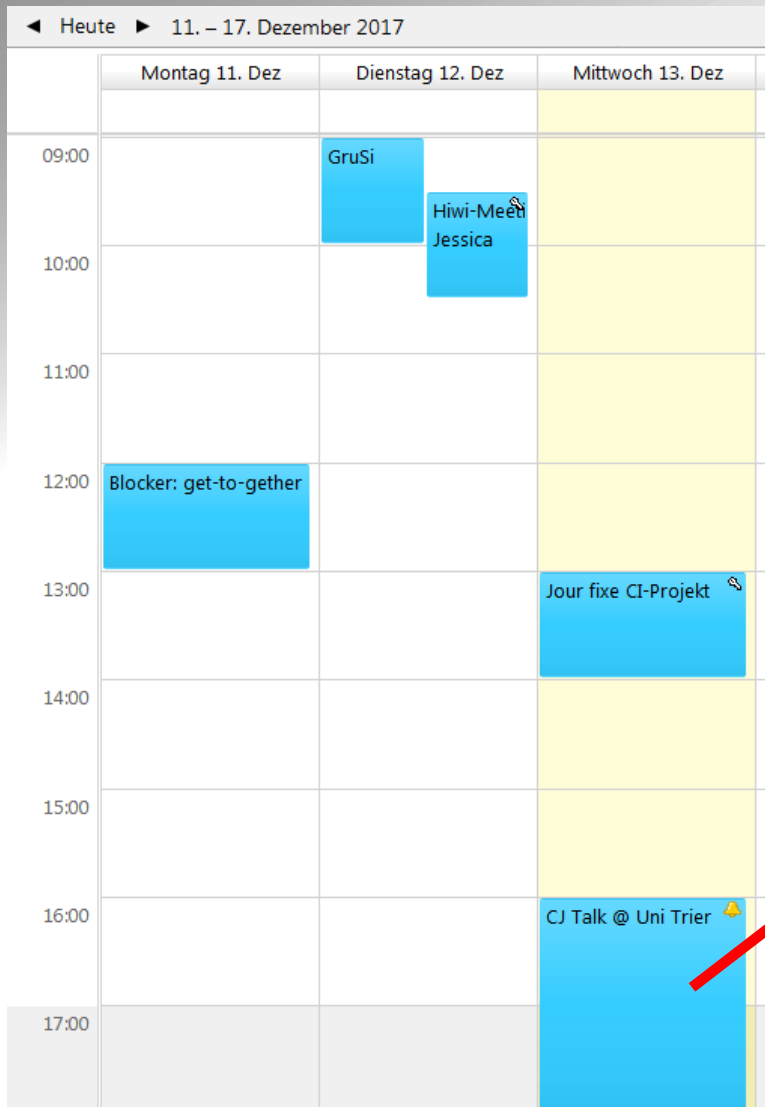 ◄ Heute ► 11. – 17. Dezember 2017
Montag 11. Dez Dienstag 12. Dez Mittwoch 13. Dez
09:00 GruSi
Hiwi-Meeti
Jessica
10:00
11:00
12:00 Blocker: get-to-gether
13:00 Jour fixe CI-Projekt
14:00
15:00
16:00 CJ Talk @ Uni Trier
17:00